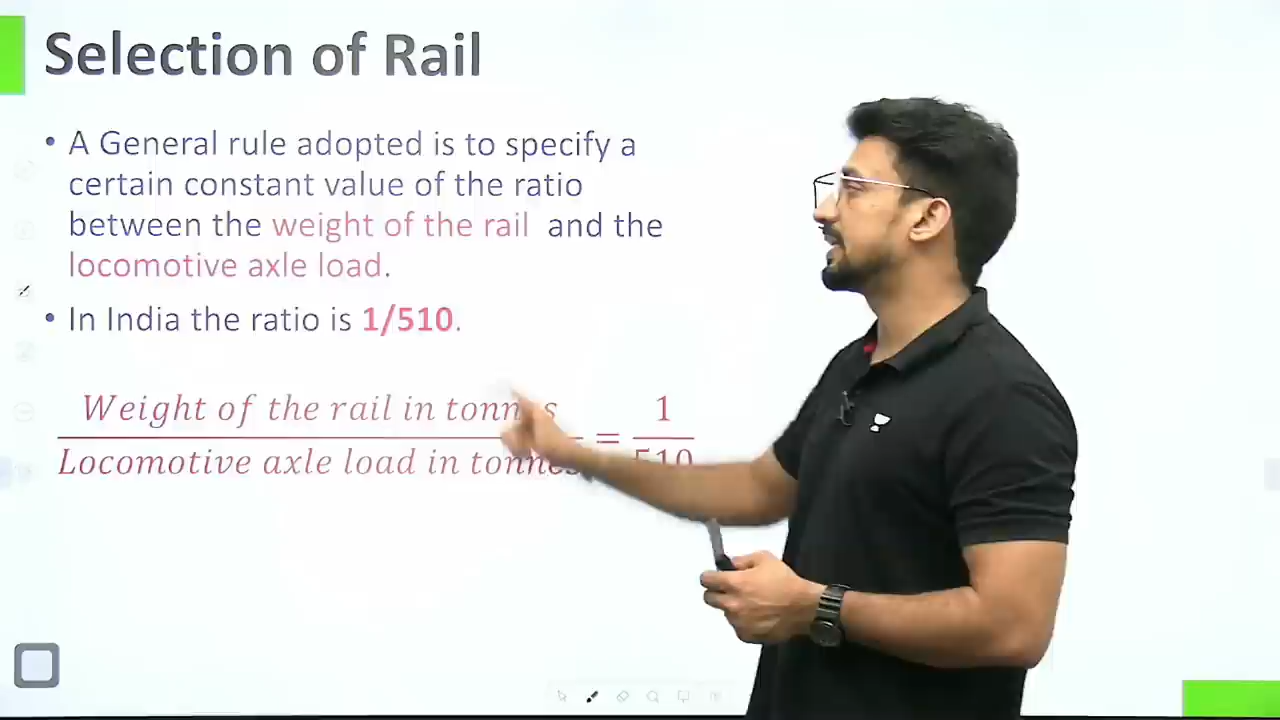 Selection of Rail
• A General rule adopted is to specify a
certain constant value of the ratio
between the weight of the rail and the
locomotive axle load.
• In India the ratio is 1/510.
Weight of the rail in tonnes
Locomotive axle load in tonnes
= 1
510